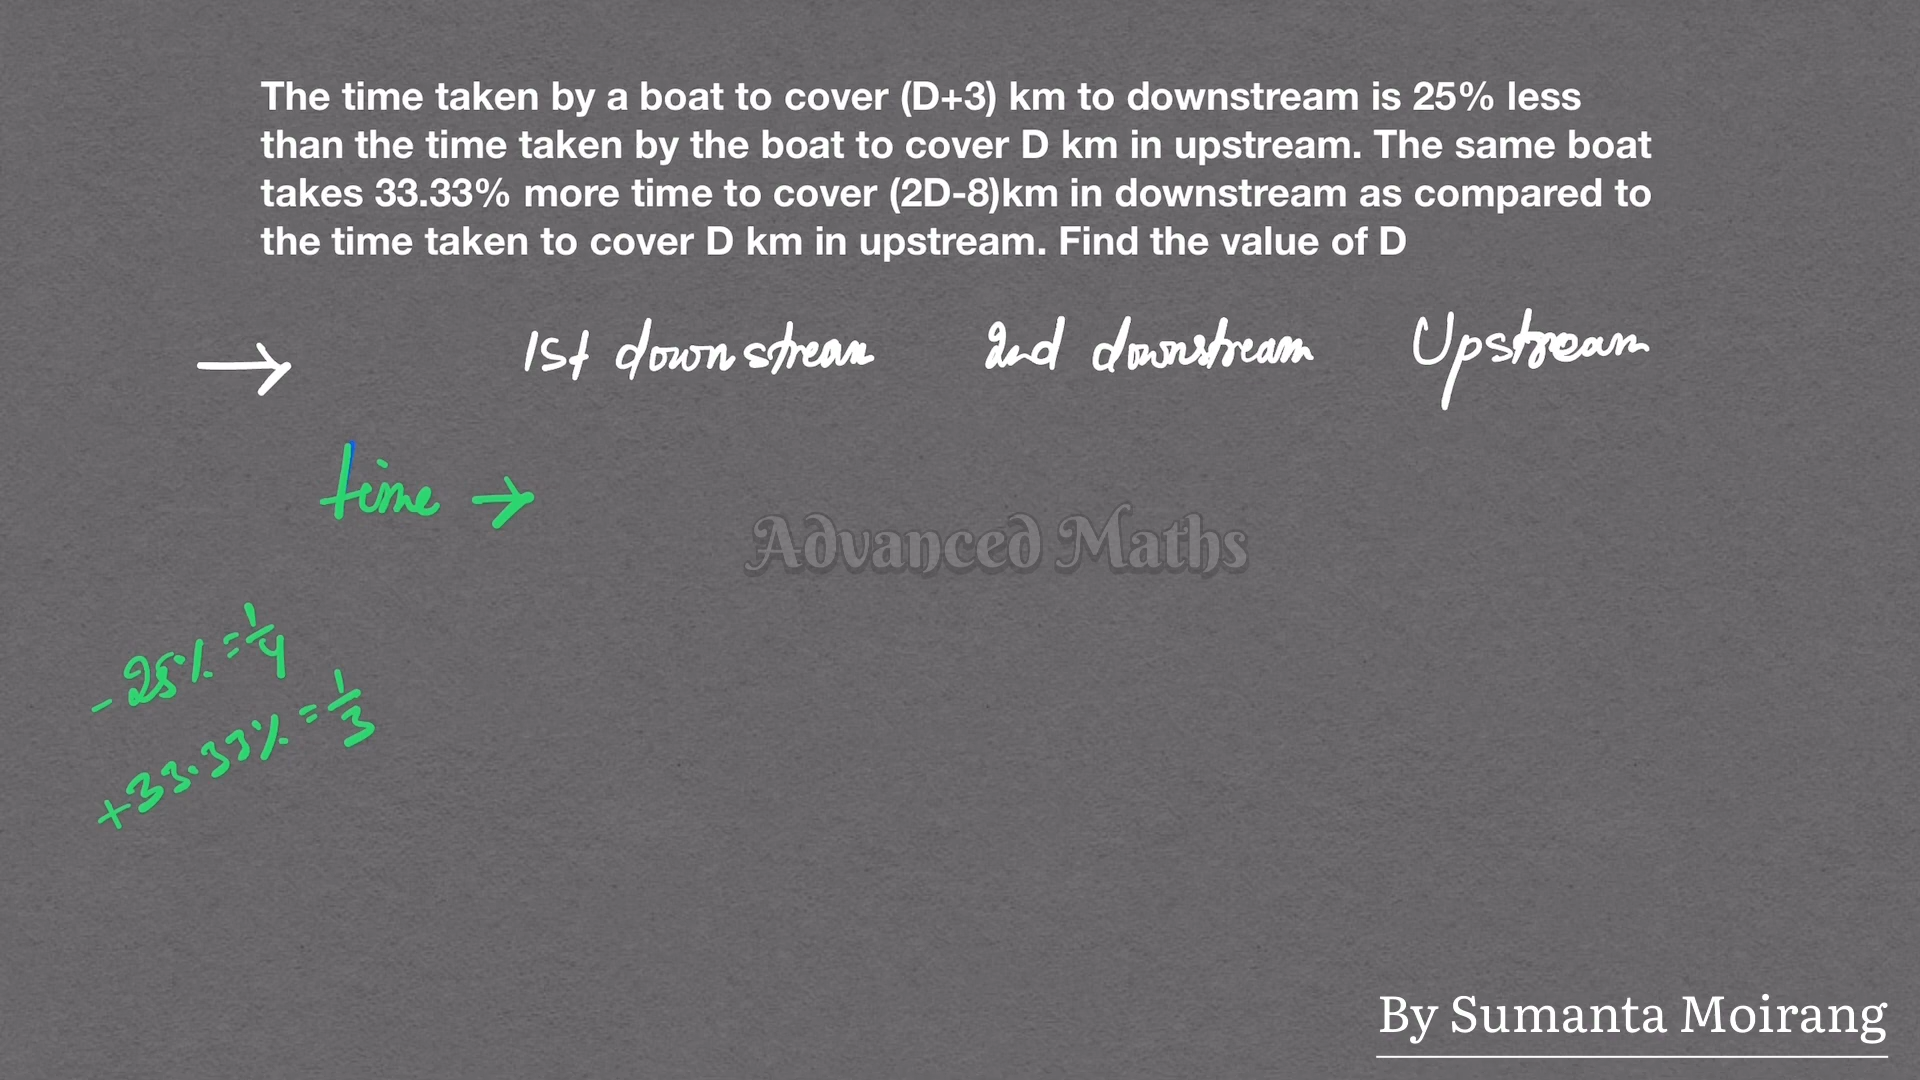 The time taken by a boat to cover (D+3) km to downstream is 25% less
than the time taken by the boat to cover D km in upstream. The same boat
takes 33.33% more time to cover (2D-8)km in downstream as compared to
the time taken to cover D km in upstream. Find the value of D
→ 1st downstream 2nd downstream Upstream
time →
Advanced Maths
- 25% = 1/4
+33.33% = 1/3
By Sumanta Moirang